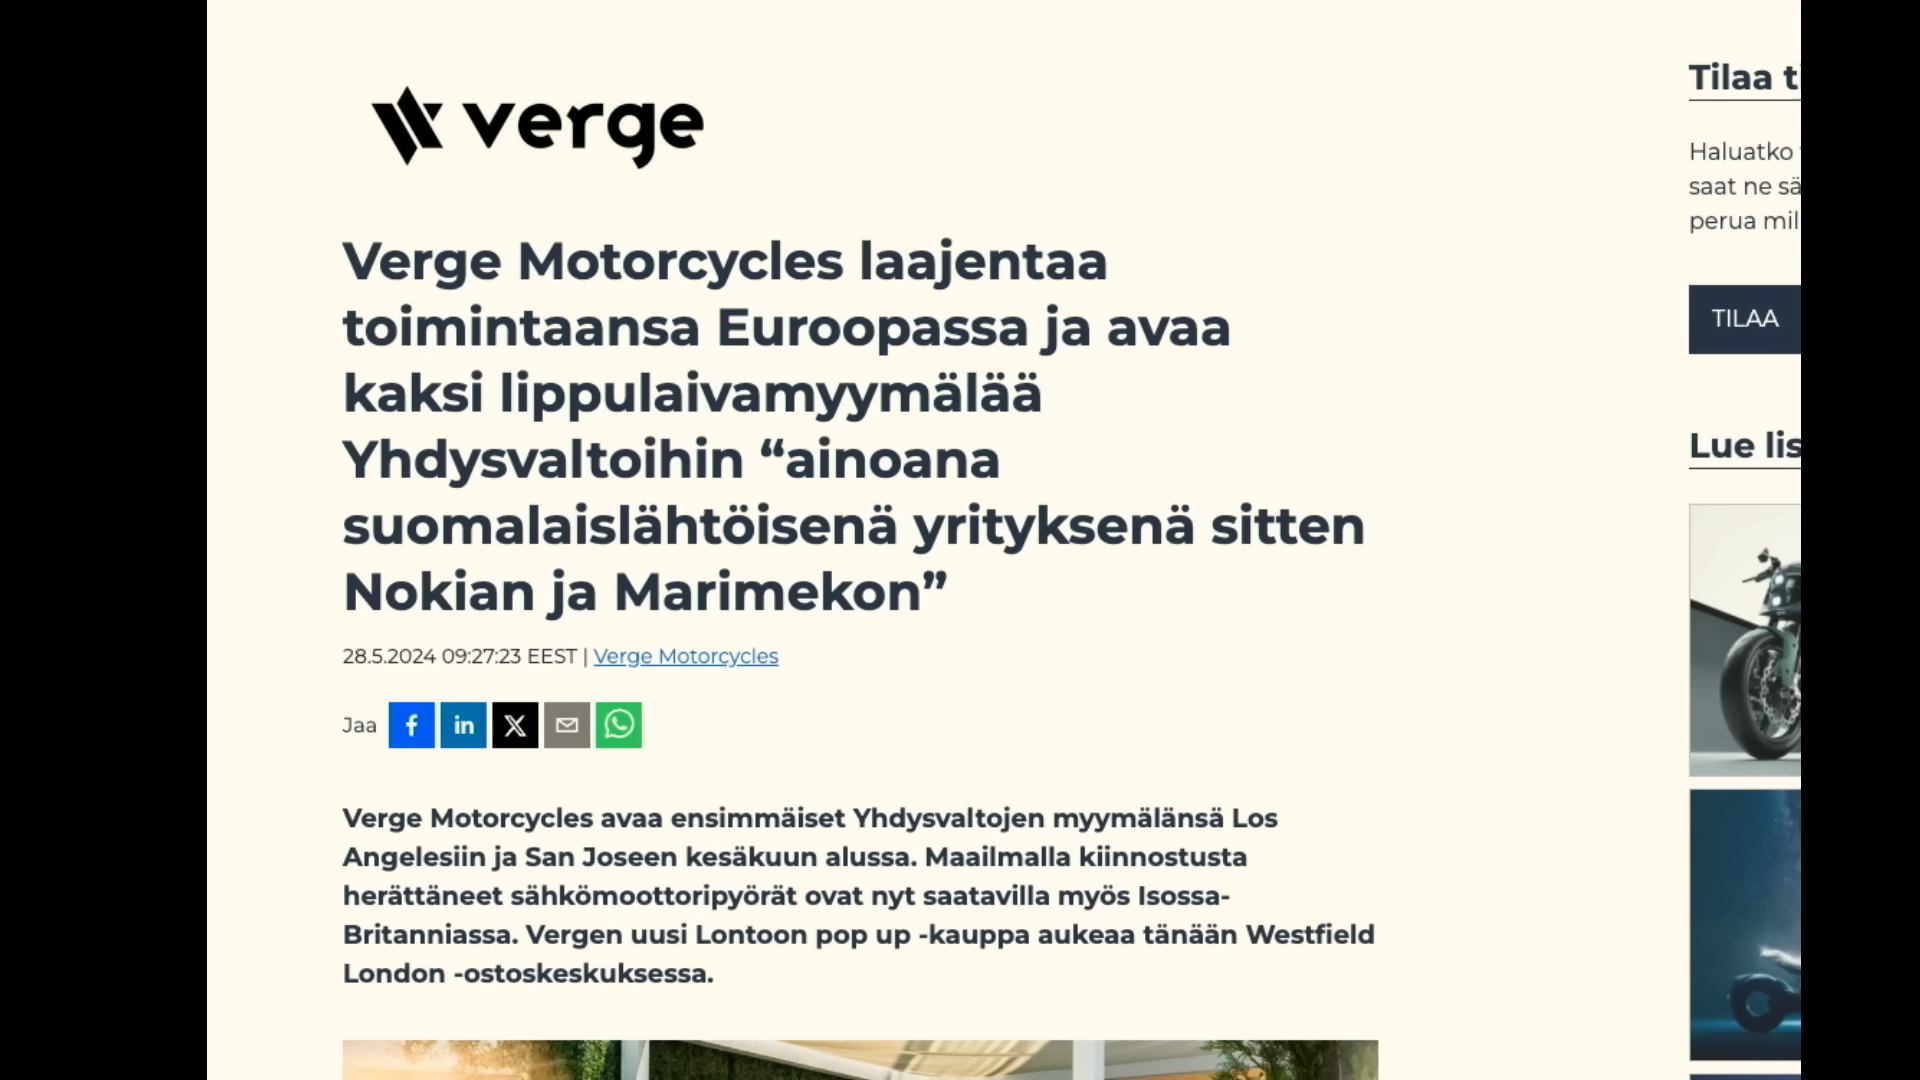 verge
Verge Motorcycles laajentaa
toimintaansa Euroopassa ja avaa
kaksi lippulaivamyymälää
Yhdysvaltoihin “ainoana
suomalaislähtöisenä yrityksenä sitten
Nokian ja Marimekon”
28.5.2024 09:27:23 EEST | Verge Motorcycles
Jaa
Verge Motorcycles avaa ensimmäiset Yhdysvaltojen myymälänsä Los
Angelesiin ja San Joseen kesäkuun alussa. Maailmalla kiinnostusta
herättäneet sähkömoottoripyörät ovat nyt saatavilla myös Isossa-
Britanniassa. Vergen uusi Lontoon pop up -kauppa aukeaa tänään Westfield
London -ostoskeskuksessa.
Tilaa
Haluatko
saat ne
perua
TILAA
Lue